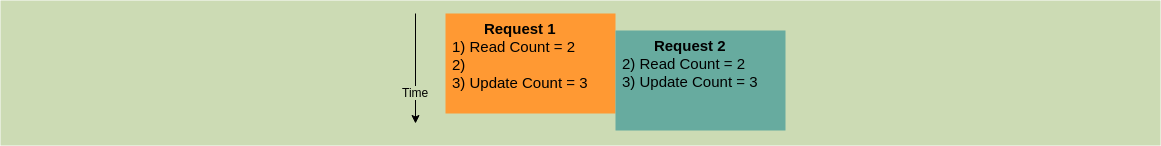 Request 1
1) Read Count = 2
2)
3) Update Count = 3
Request 2
2) Read Count = 2
3) Update Count = 3
Time